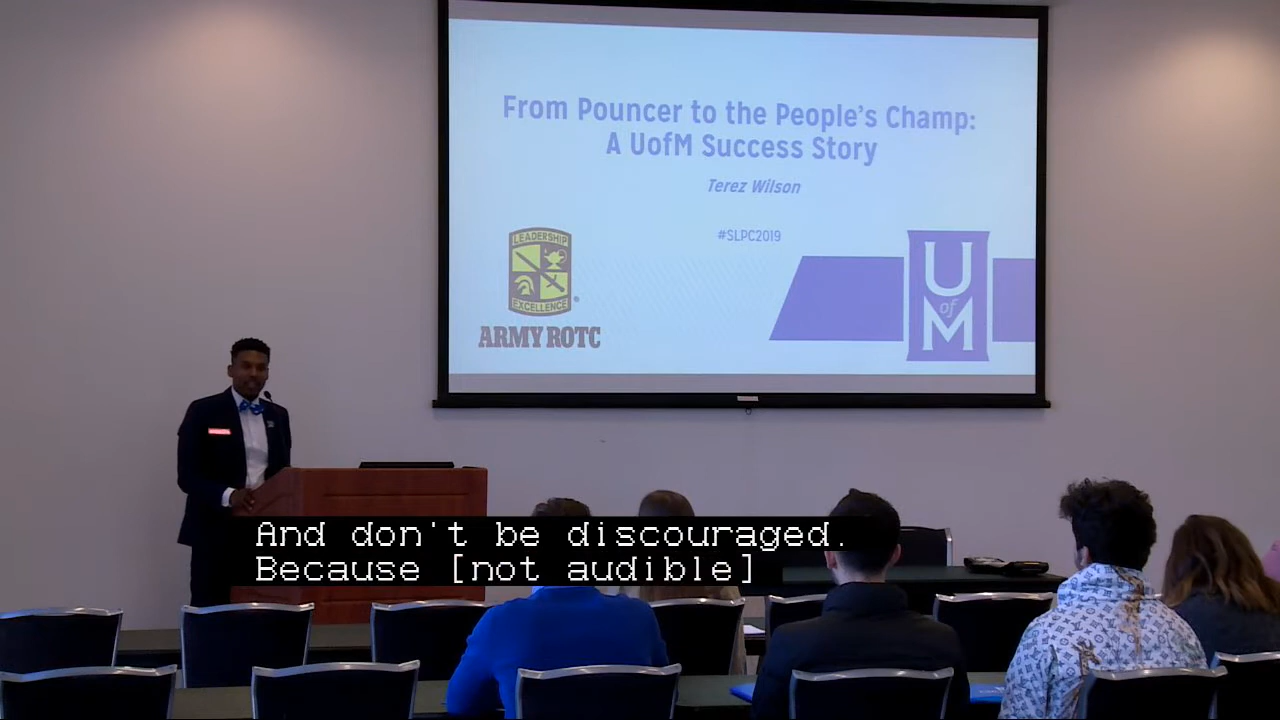 From Pouncer to the People's Champ:
A UofM Success Story
Terez Wilson
#SLPC2019
LEADERSHIP
EXCELLENCE
ARMY ROTC
U
of
M
And don't be discouraged.
Because [not audible]